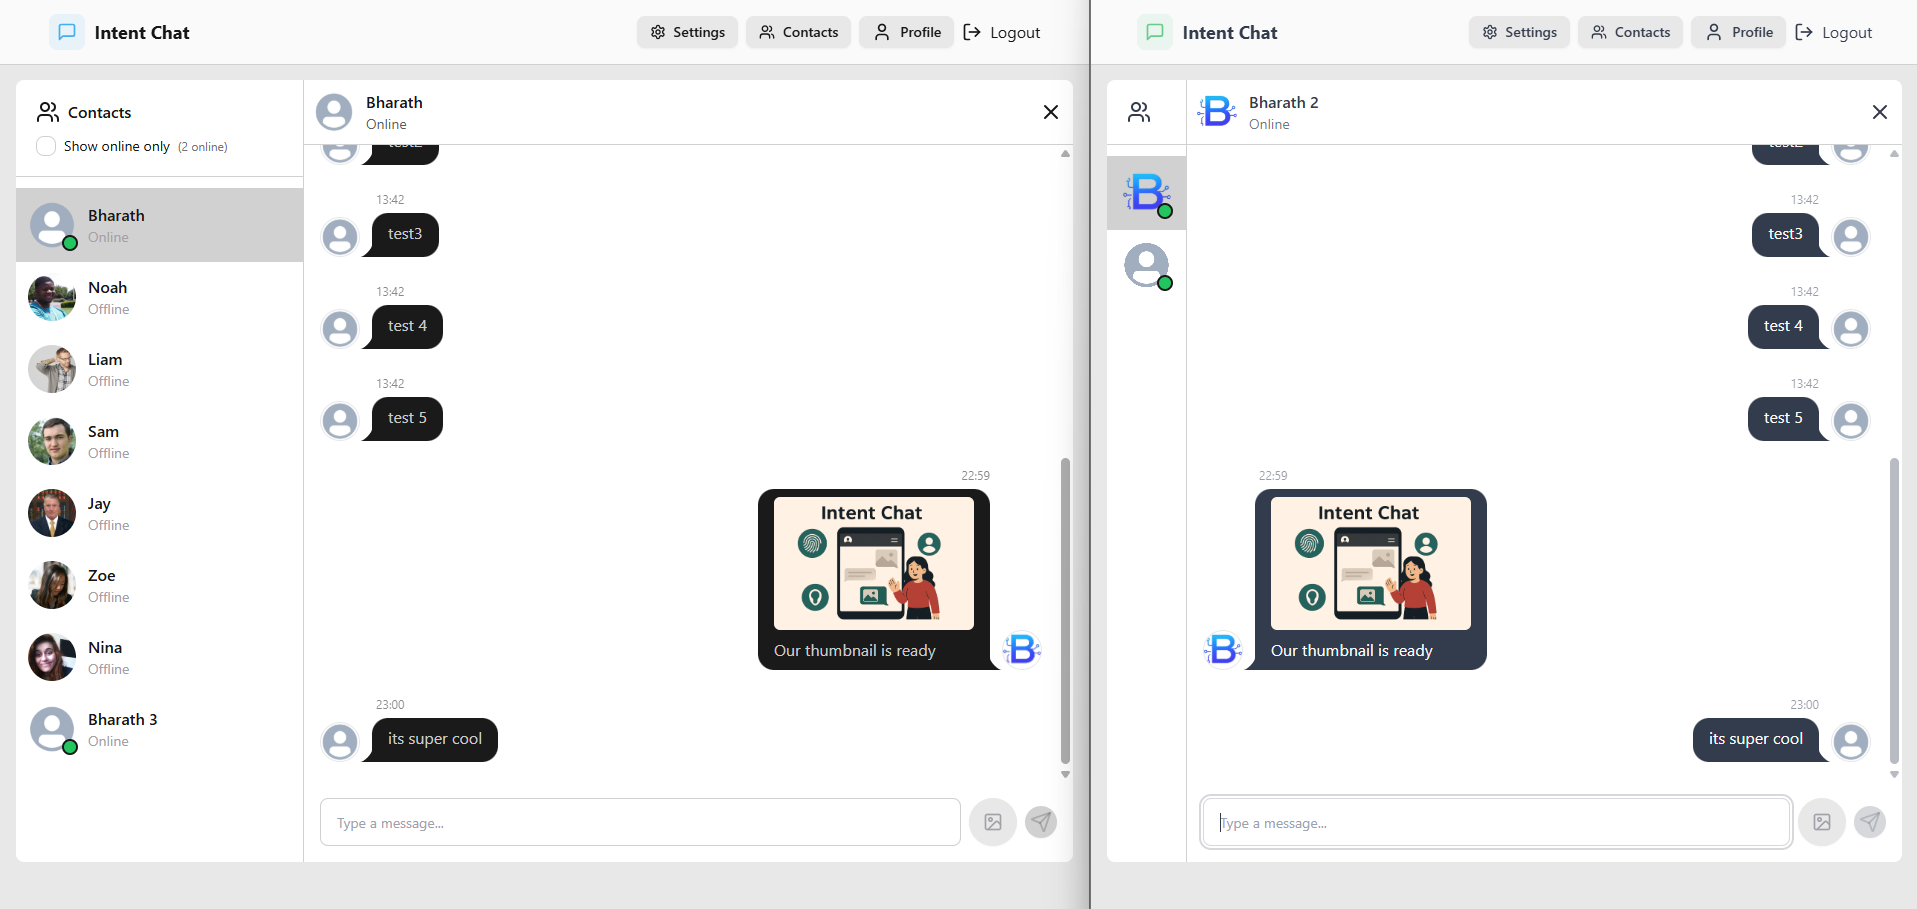 Intent Chat
Settings
Contacts
Profile
Logout
Contacts
Show online only (2 online)
Bharath
Online
Noah
Offline
Liam
Offline
Sam
Offline
Jay
Offline
Zoe
Offline
Nina
Offline
Bharath 3
Online
Bharath
Online
test2
13:42
test3
13:42
test 4
13:42
test 5
22:59
Intent Chat
Our thumbnail is ready
23:00
its super cool
Type a message...
Intent Chat
Settings
Contacts
Profile
Logout
Bharath 2
Online
test2
13:42
test3
13:42
test 4
13:42
test 5
22:59
Intent Chat
Our thumbnail is ready
23:00
its super cool
Type a message...